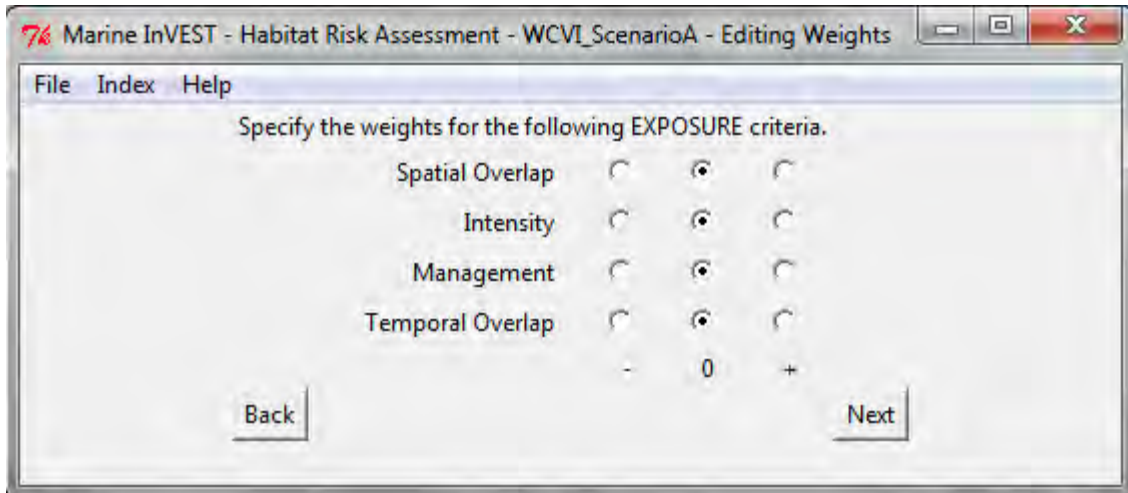 Marine InVEST - Habitat Risk Assessment - WCVI_ScenarioA - Editing Weights
File Index Help
Specify the weights for the following EXPOSURE criteria.
Spatial Overlap
Intensity
Management
Temporal Overlap
- 0 +
Back Next